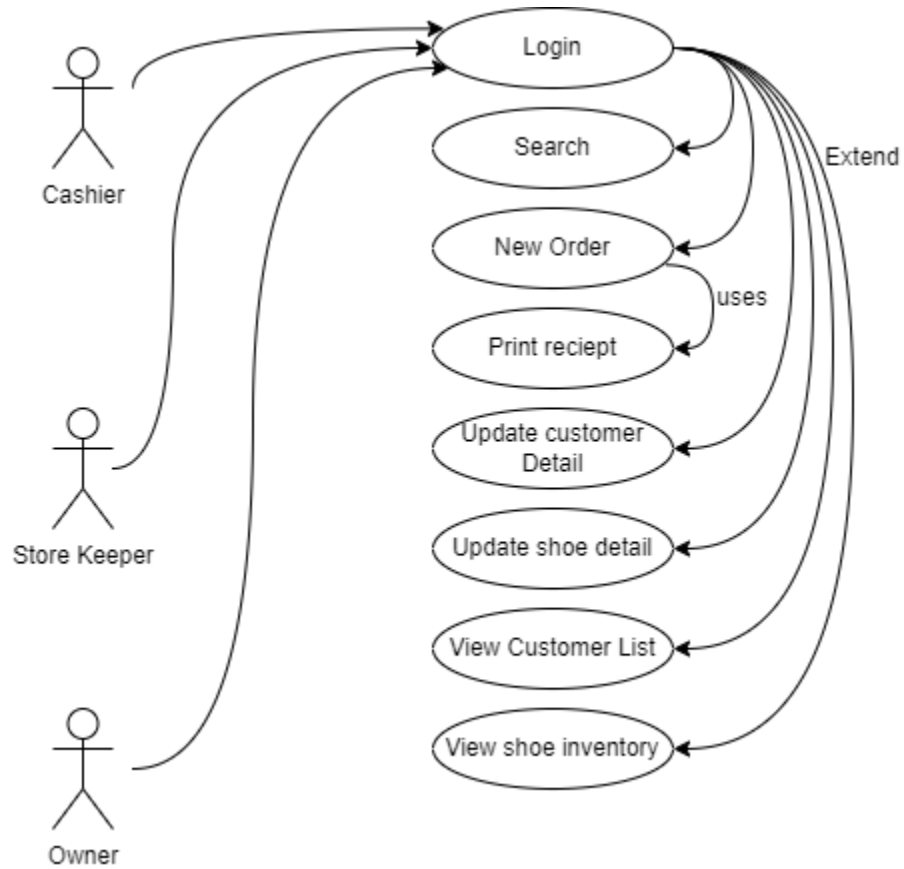 Login
Search
Extend
Cashier
New Order
uses
Print reciept
Update customer
Detail
Store Keeper
Update shoe detail
View Customer List
View shoe inventory
Owner